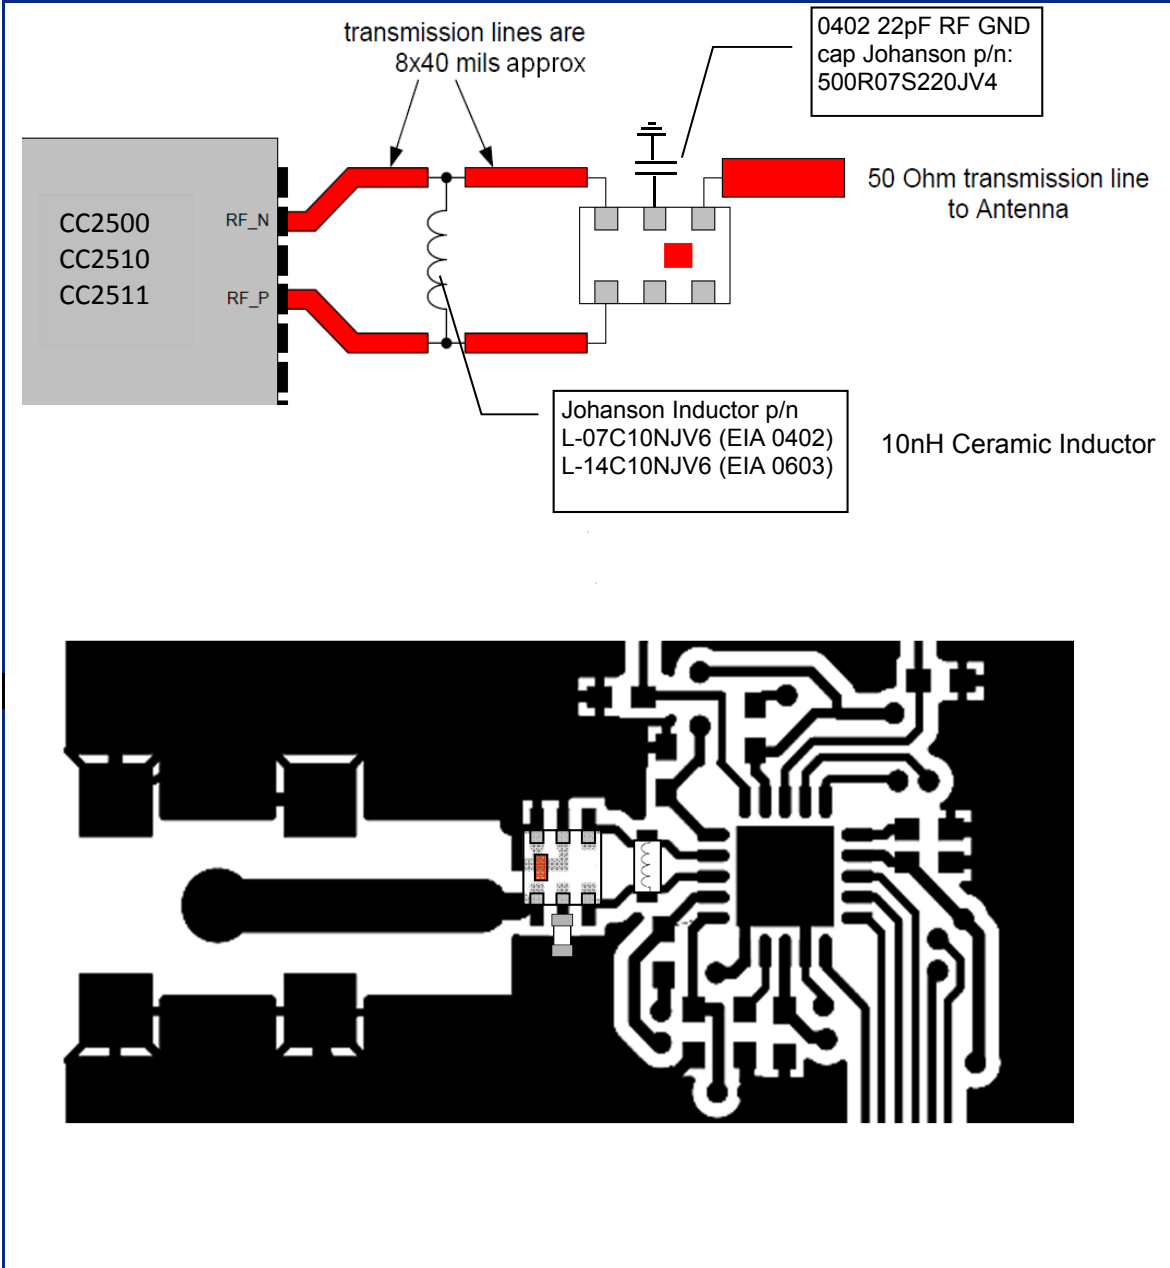 transmission lines are
8x40 mils approx
0402 22pF RF GND
cap Johanson p/n:
500R07S220JV4
CC2500
CC2510
CC2511
RF_N
RF_P
50 Ohm transmission line
to Antenna
Johanson Inductor p/n
L-07C10NJV6 (EIA 0402)
L-14C10NJV6 (EIA 0603)
10nH Ceramic Inductor